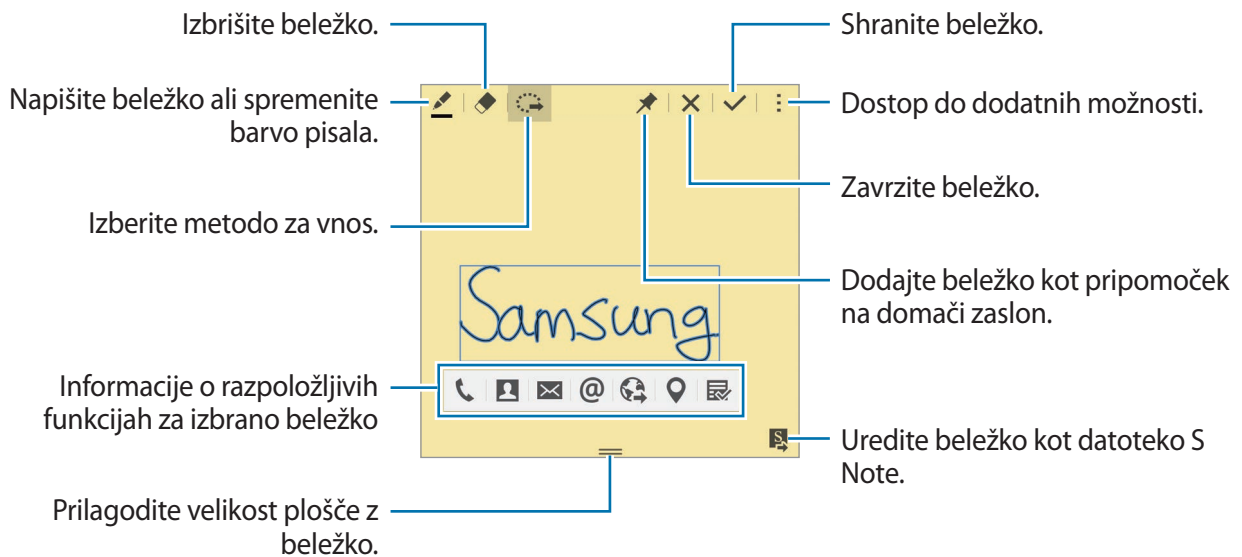 Izbrišite beležko.
Shranite beležko.
Napišite beležko ali spremenite
barvo pisala.
Dostop do dodatnih možnosti.
Zavrzite beležko.
Izberite metodo za vnos.
Dodajte beležko kot pripomoček
na domači zaslon.
Samsung
Informacije o razpoložljivih
funkcijah za izbrano beležko
@
S
Uredite beležko kot datoteko S
Note.
Prilagodite velikost plošče z
beležko.